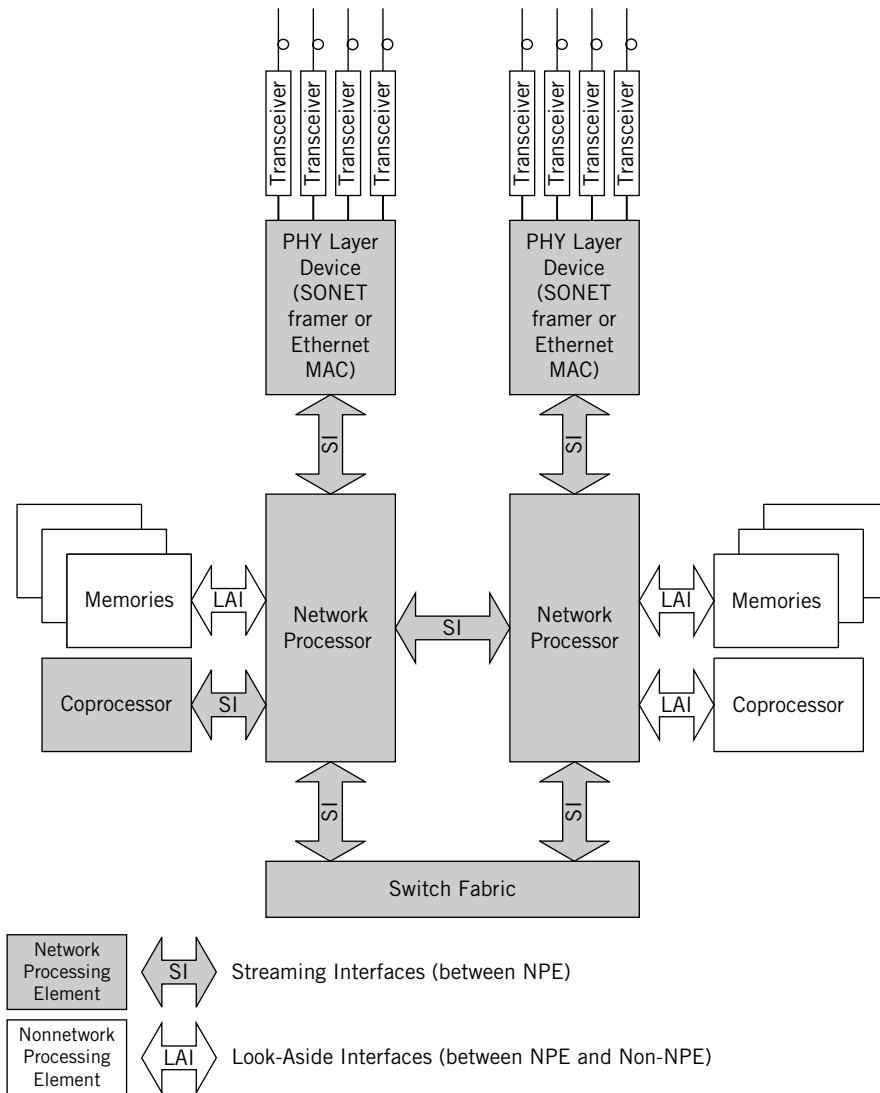 Transceiver
Transceiver
Transceiver
Transceiver
Transceiver
Transceiver
Transceiver
Transceiver
PHY Layer
Device
(SONET
framer or
Ethernet
MAC)
PHY Layer
Device
(SONET
framer or
Ethernet
MAC)
SI
SI
Memories
LAI
Network
Processor
SI
Network
Processor
LAI
Memories
Coprocessor
SI
LAI
Coprocessor
SI
SI
Switch Fabric
Network
Processing
Element
SI
Streaming Interfaces (between NPE)
Nonnetwork
Processing
Element
LAI
Look-Aside Interfaces (between NPE and Non-NPE)